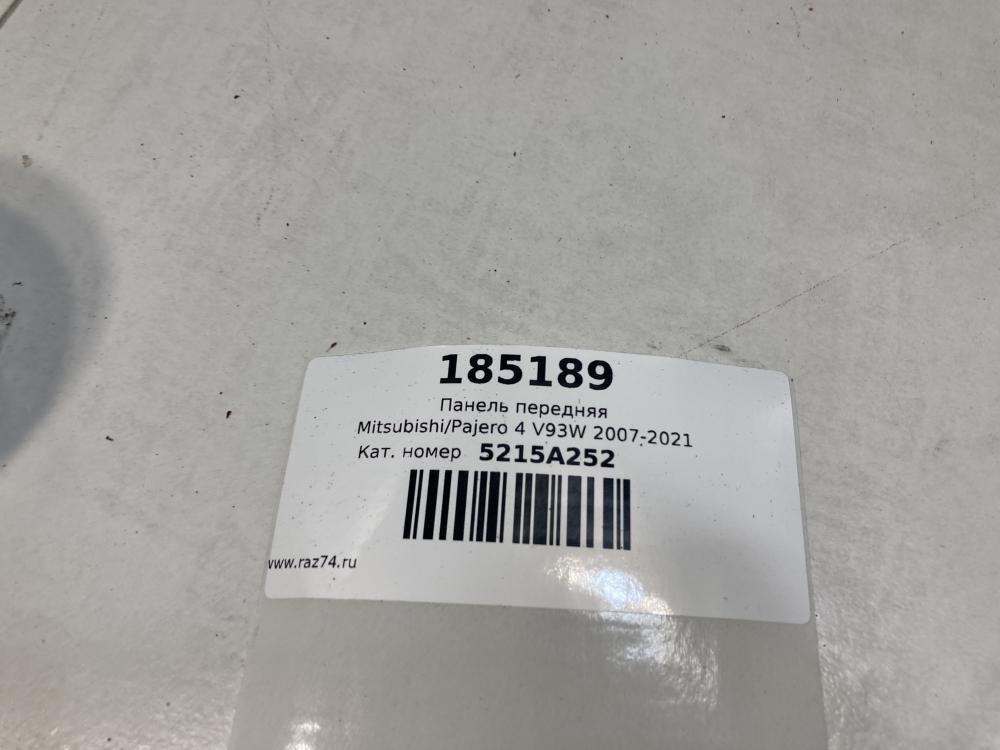 185189
Панель передняя
Mitsubishi/Pajero 4 V93W 2007-2021
Кат. номер 5215A252
www.raz74.ru